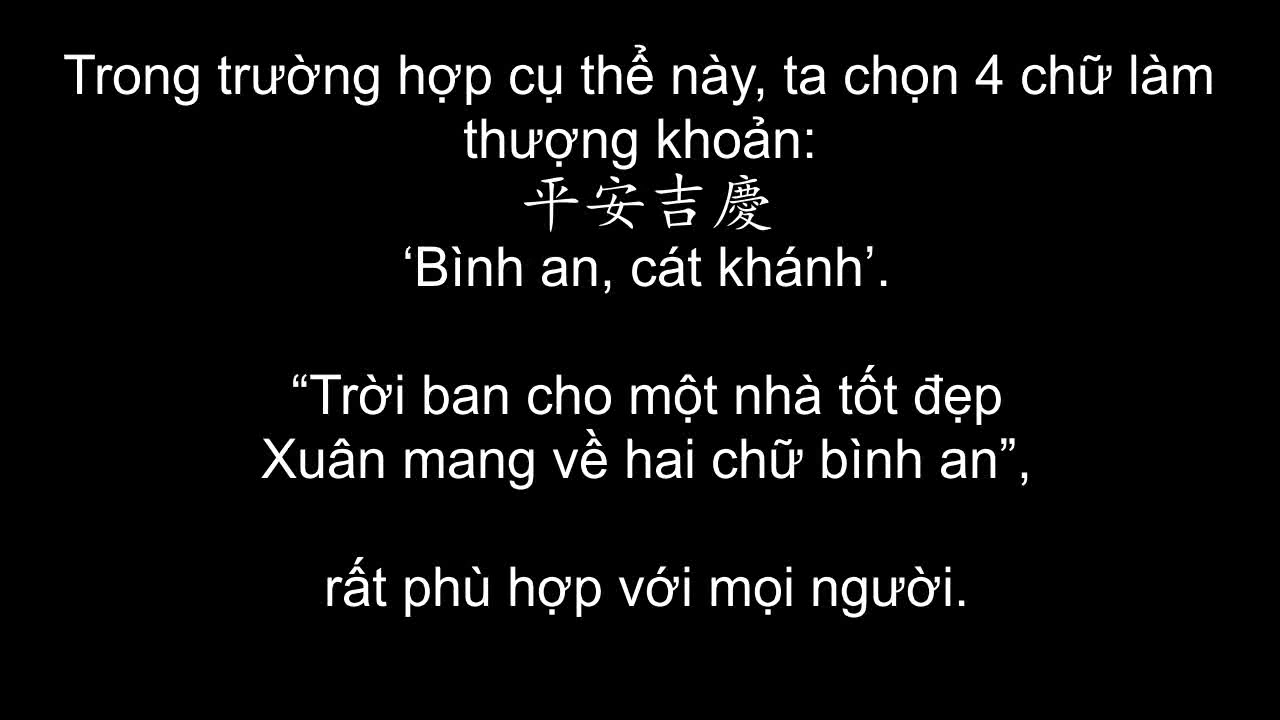 Trong trường hợp cụ thể này, ta chọn 4 chữ làm
thượng khoản:
平安吉慶
‘Bình an, cát khánh’.
“Trời ban cho một nhà tốt đẹp
Xuân mang về hai chữ bình an”,
rất phù hợp với mọi người.